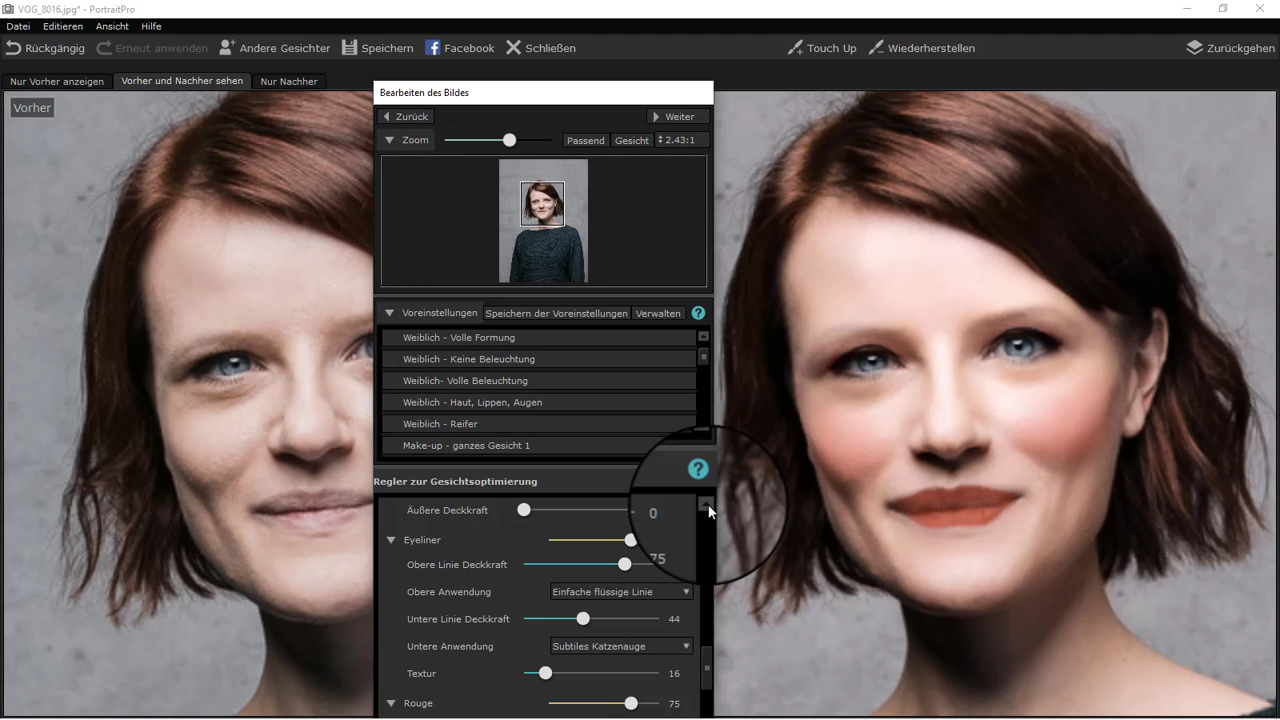 VOG_8016.jpg* - PortraitPro
Datei Editieren Ansicht Hilfe
Rückgängig Erneut anwenden Andere Gesichter Speichern Facebook Schließen Touch Up Wiederherstellen Zurückgehen
Nur Vorher anzeigen Vorher und Nachher sehen Nur Nachher
Vorher
Bearbeiten des Bildes
Zurück Weiter
Zoom Passend Gesicht 2.43:1
Voreinstellungen Speichern der Voreinstellungen Verwalten ?
Weiblich - Volle Formung
Weiblich - Keine Beleuchtung
Weiblich- Volle Beleuchtung
Weiblich - Haut, Lippen, Augen
Weiblich - Reifer
Make-up - ganzes Gesicht 1
Regler zur Gesichtsoptimierung ?
Äußere Deckkraft 0
Eyeliner
Obere Linie Deckkraft 75
Obere Anwendung Einfache flüssige Linie
Untere Linie Deckkraft 44
Untere Anwendung Subtiles Katzenauge
Textur 16
Rouge 75